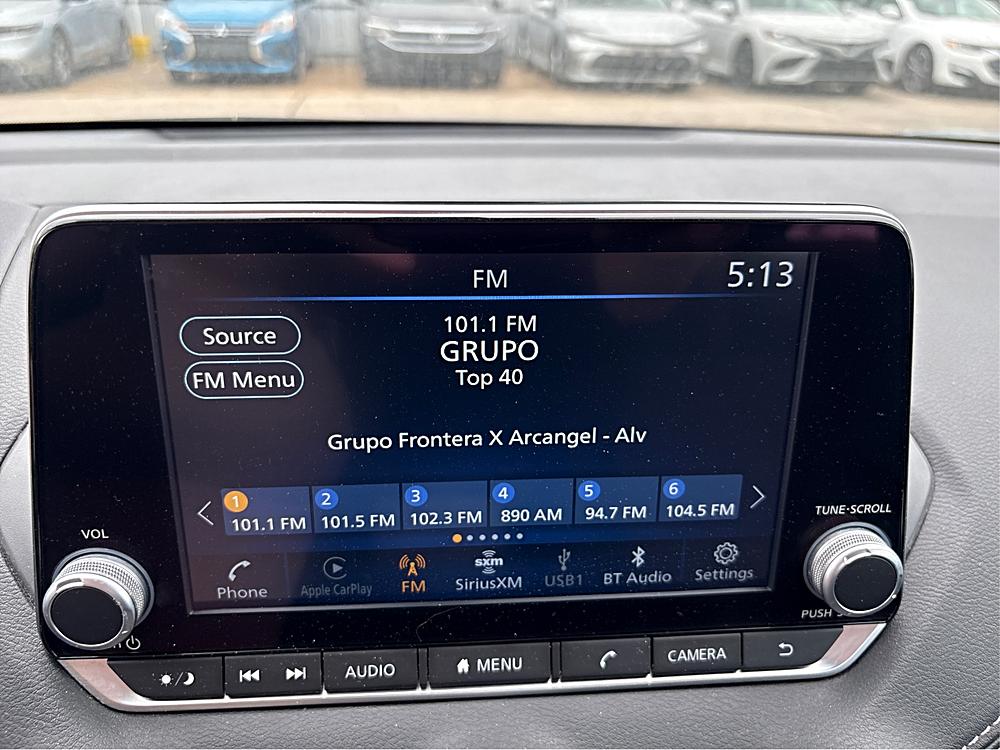 FM
5:13
Source
FM Menu
101.1 FM
GRUPO
Top 40
Grupo Frontera X Arcangel - Alv
1
101.1 FM
2
101.5 FM
3
102.3 FM
4
890 AM
5
94.7 FM
6
104.5 FM
Phone
Apple CarPlay
FM
sxm
SiriusXM
USB1
BT Audio
Settings
VOL
TUNE·SCROLL
PUSH
AUDIO
MENU
CAMERA